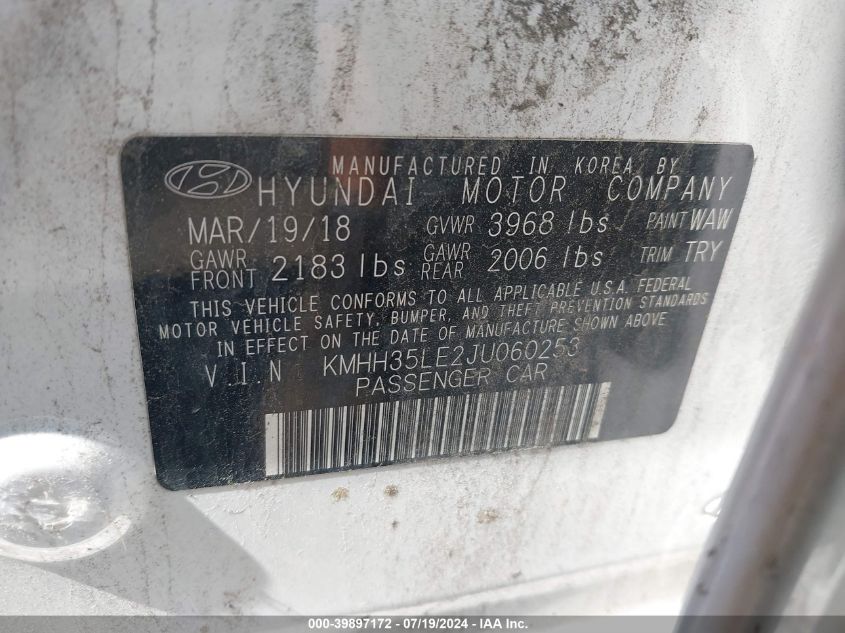 MANUFACTURED IN KOREA BY
HYUNDAI MOTOR COMPANY
MAR/19/18 GVWR 3968 lbs PAINT WAW
GAWR FRONT 2183 lbs GAWR REAR 2006 lbs TRIM TRY
THIS VEHICLE CONFORMS TO ALL APPLICABLE U.S.A. FEDERAL
MOTOR VEHICLE SAFETY, BUMPER, AND THEFT PREVENTION STANDARDS
IN EFFECT ON THE DATE OF MANUFACTURE SHOWN ABOVE.
V I N KMHH35LE2JU060253
PASSENGER CAR
000-39897172 - 07/19/2024 - IAA Inc.